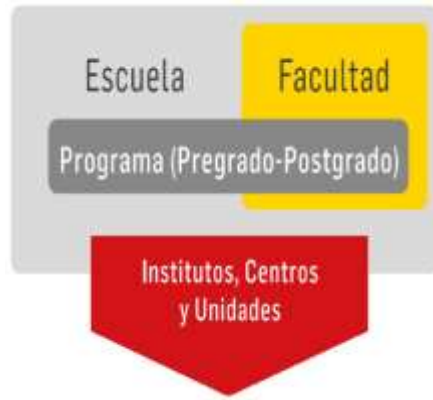 Escuela
Facultad
Programa (Pregrado-Postgrado)
Institutos, Centros
y Unidades